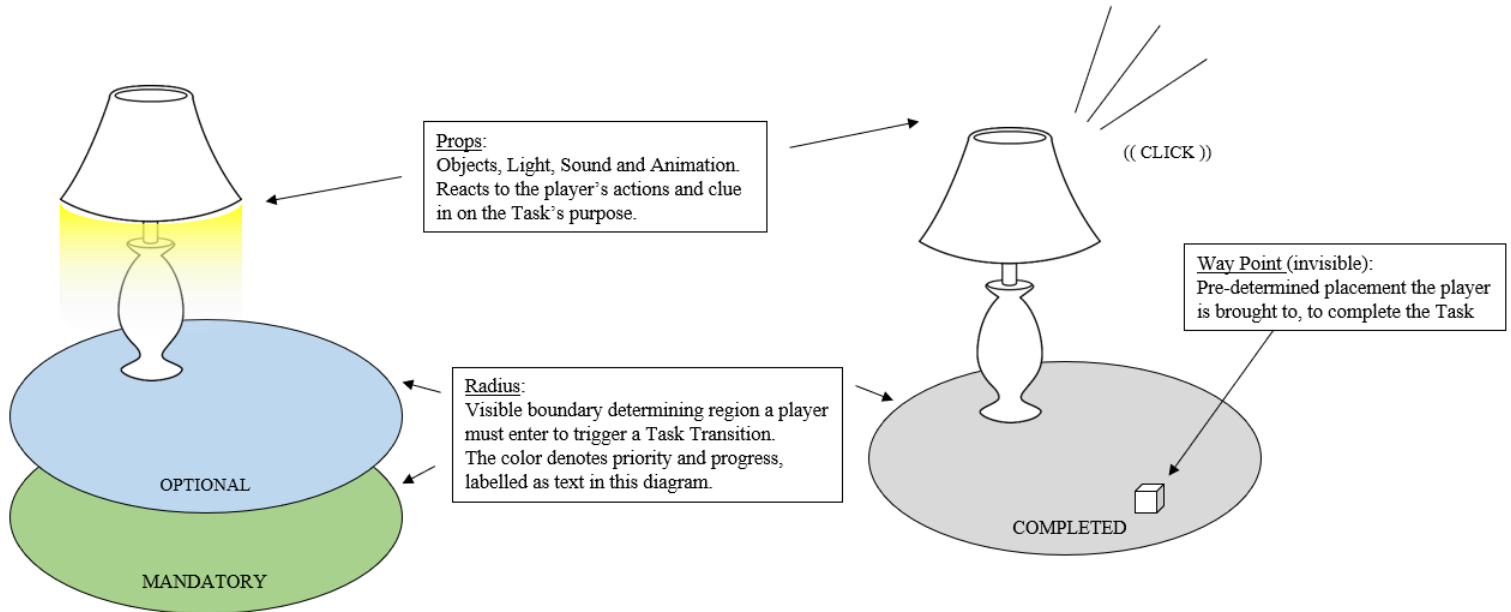 Props:
Objects, Light, Sound and Animation.
Reacts to the player's actions and clue
in on the Task's purpose.
(( CLICK ))
Way Point (invisible):
Pre-determined placement the player
is brought to, to complete the Task
Radius:
Visible boundary determining region a player
must enter to trigger a Task Transition.
The color denotes priority and progress,
labelled as text in this diagram.
OPTIONAL
MANDATORY
COMPLETED